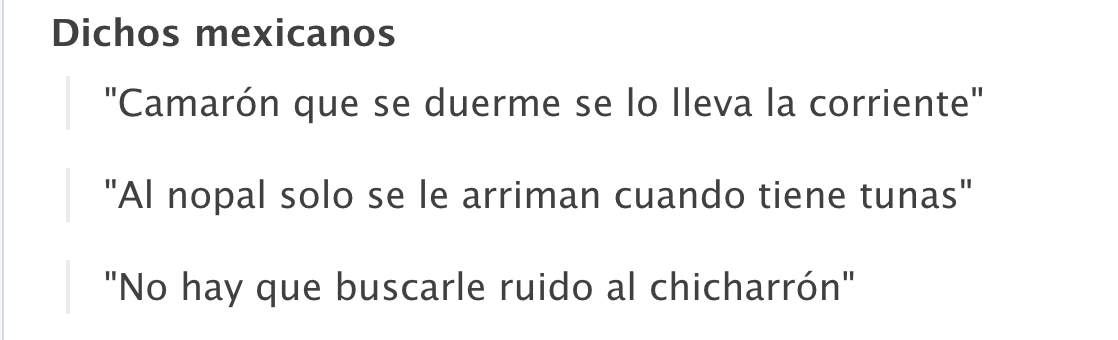 Dichos mexicanos
"Camarón que se duerme se lo lleva la corriente"
"Al nopal solo se le arriman cuando tiene tunas"
"No hay que buscarle ruido al chicharrón"